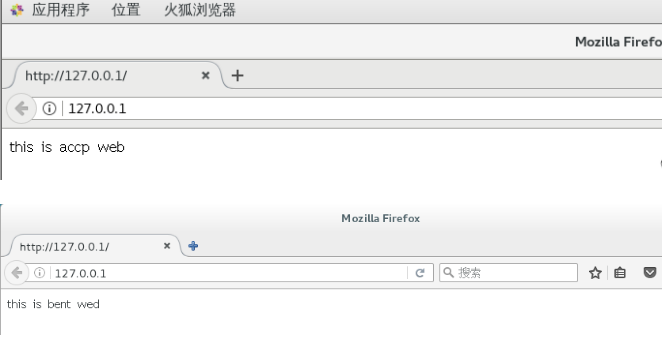 应用程序 位置 火狐浏览器
Mozilla Firefo
http://127.0.0.1/
127.0.0.1
this is accp web
Mozilla Firefox
http://127.0.0.1/
127.0.0.1 搜索
this is bent wed